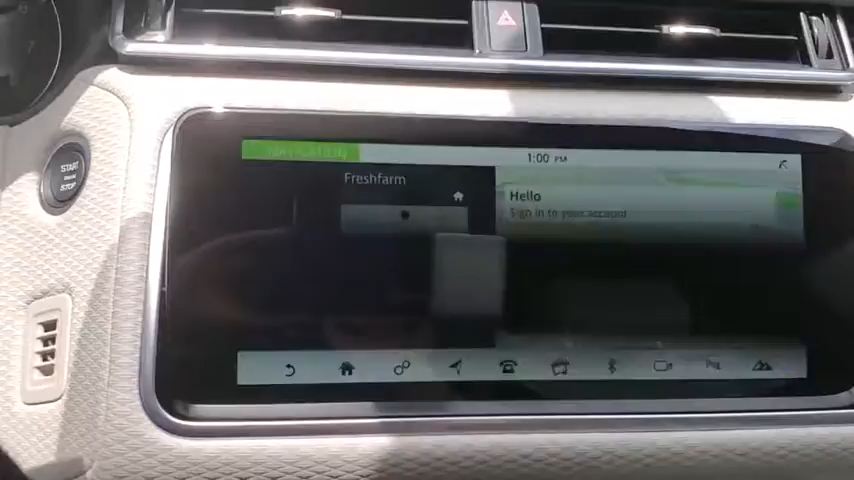 1:00 PM
Freshfarm
Hello
Sign in to your account
START
STOP